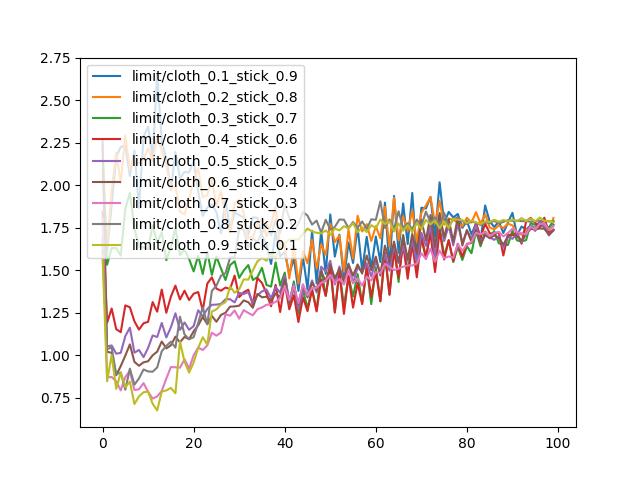 2.75
2.50
2.25
2.00
1.75
1.50
1.25
1.00
0.75
0
20
40
60
80
100
limit/cloth_0.1_stick_0.9
limit/cloth_0.2_stick_0.8
limit/cloth_0.3_stick_0.7
limit/cloth_0.4_stick_0.6
limit/cloth_0.5_stick_0.5
limit/cloth_0.6_stick_0.4
limit/cloth_0.7_stick_0.3
limit/cloth_0.8_stick_0.2
limit/cloth_0.9_stick_0.1